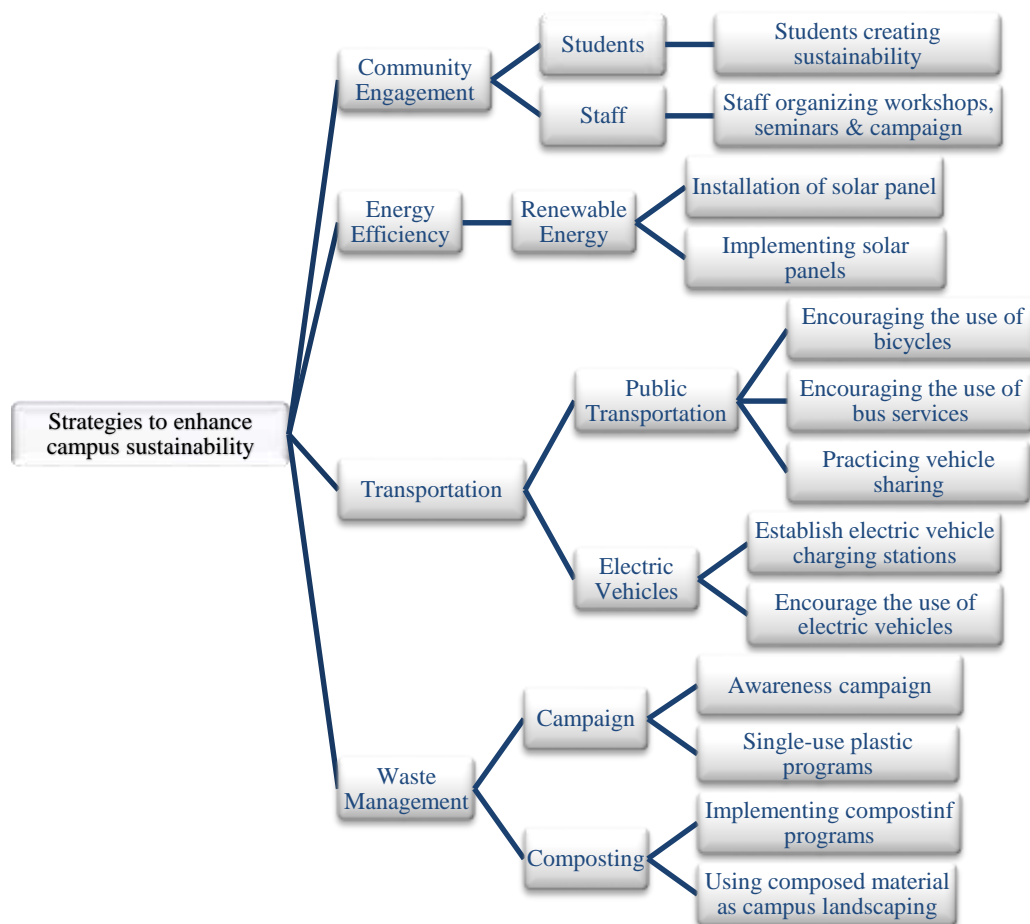 Strategies to enhance
campus sustainability
Community
Engagement
Students
Students creating
sustainability
Staff
Staff organizing workshops,
seminars & campaign
Energy
Efficiency
Renewable
Energy
Installation of solar panel
Implementing solar
panels
Transportation
Public
Transportation
Encouraging the use of
bicycles
Encouraging the use of
bus services
Practicing vehicle
sharing
Electric
Vehicles
Establish electric vehicle
charging stations
Encourage the use of
electric vehicles
Waste
Management
Campaign
Awareness campaign
Single-use plastic
programs
Composting
Implementing compostinf
programs
Using composed material
as campus landscaping